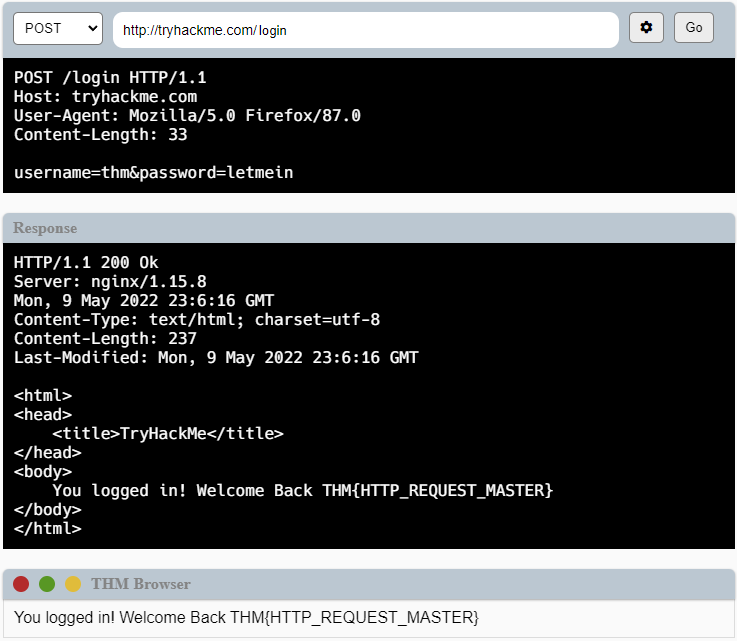 POST http://tryhackme.com/login Go
POST /login HTTP/1.1
Host: tryhackme.com
User-Agent: Mozilla/5.0 Firefox/87.0
Content-Length: 33
username=thm&password=letmein
Response
HTTP/1.1 200 Ok
Server: nginx/1.15.8
Mon, 9 May 2022 23:6:16 GMT
Content-Type: text/html; charset=utf-8
Content-Length: 237
Last-Modified: Mon, 9 May 2022 23:6:16 GMT
<html>
<head>
    <title>TryHackMe</title>
</head>
<body>
    You logged in! Welcome Back THM{HTTP_REQUEST_MASTER}
</body>
</html>
THM Browser
You logged in! Welcome Back THM{HTTP_REQUEST_MASTER}